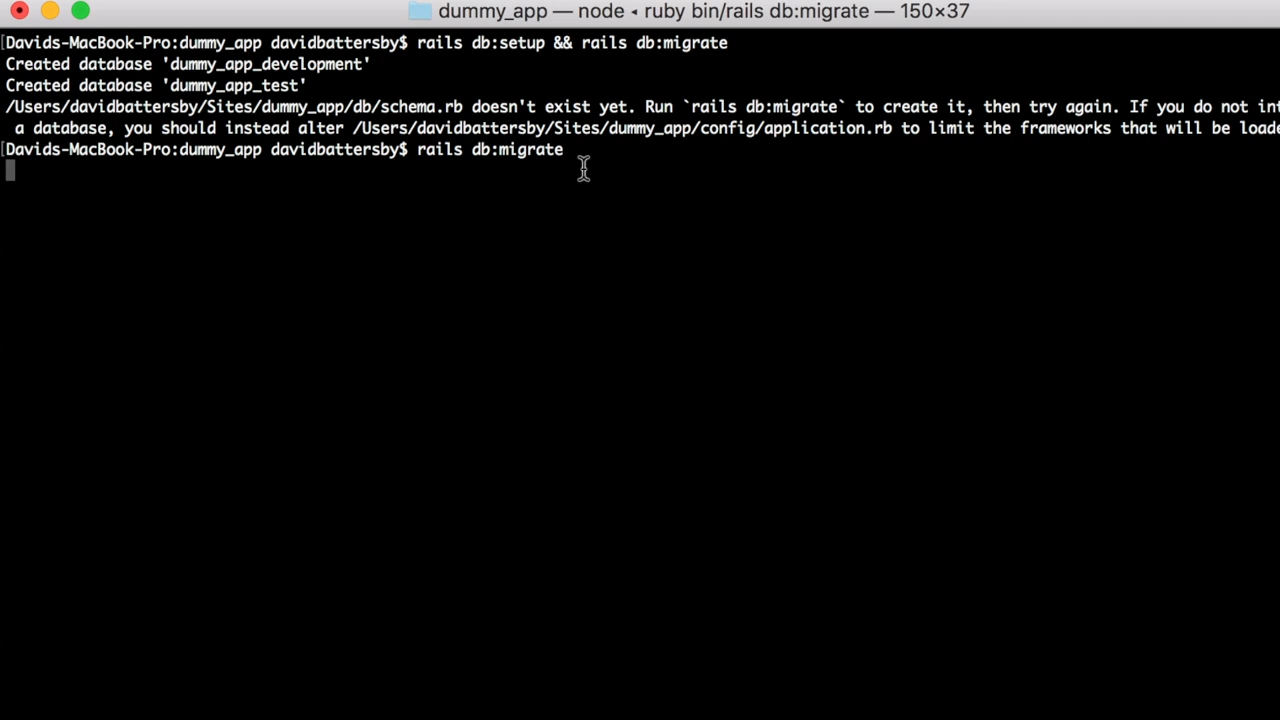 dummy_app — node ◂ ruby bin/rails db:migrate — 150×37
[Davids-MacBook-Pro:dummy_app davidbattersby$ rails db:setup && rails db:migrate
Created database 'dummy_app_development'
Created database 'dummy_app_test'
/Users/davidbattersby/Sites/dummy_app/db/schema.rb doesn't exist yet. Run `rails db:migrate` to create it, then try again. If you do not
a database, you should instead alter /Users/davidbattersby/Sites/dummy_app/config/application.rb to limit the frameworks that will be
[Davids-MacBook-Pro:dummy_app davidbattersby$ rails db:migrate